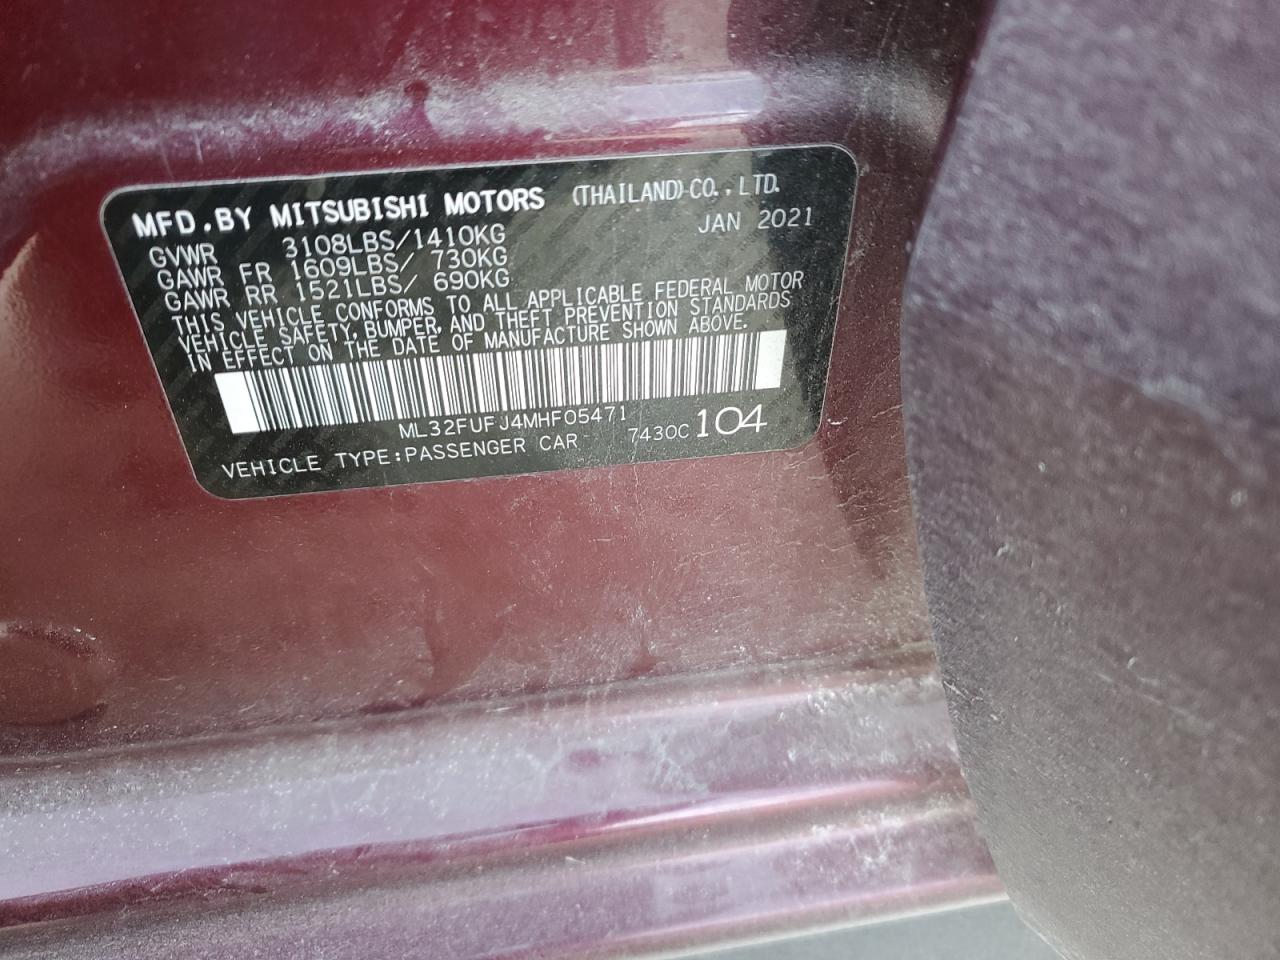 MFD.BY MITSUBISHI MOTORS (THAILAND) CO.,LTD.
JAN 2021
GVWR 3108LBS/1410KG
GAWR FR 1609LBS/ 730KG
GAWR RR 1521LBS/ 690KG
THIS VEHICLE CONFORMS TO ALL APPLICABLE FEDERAL MOTOR
VEHICLE SAFETY, BUMPER, AND THEFT PREVENTION STANDARDS
IN EFFECT ON THE DATE OF MANUFACTURE SHOWN ABOVE.
ML32FUFJ4MHF05471
VEHICLE TYPE:PASSENGER CAR 7430C 104